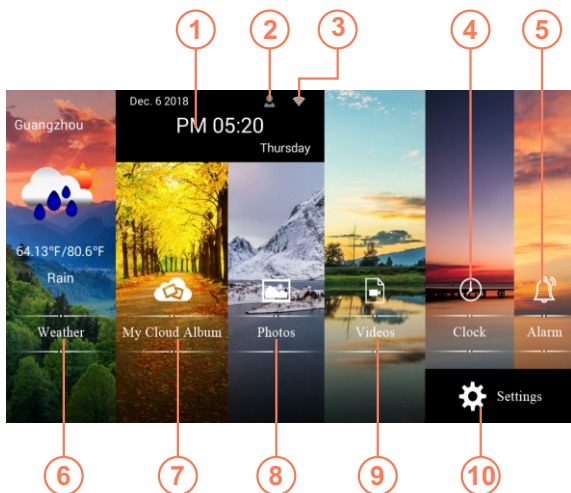 1
2
3
4
5
Dec. 6 2018
Guangzhou
PM 05:20
Thursday
64.13°F/80.6°F
Rain
Weather
My Cloud Album
Photos
Videos
Clock
Alarm
Settings
6
7
8
9
10